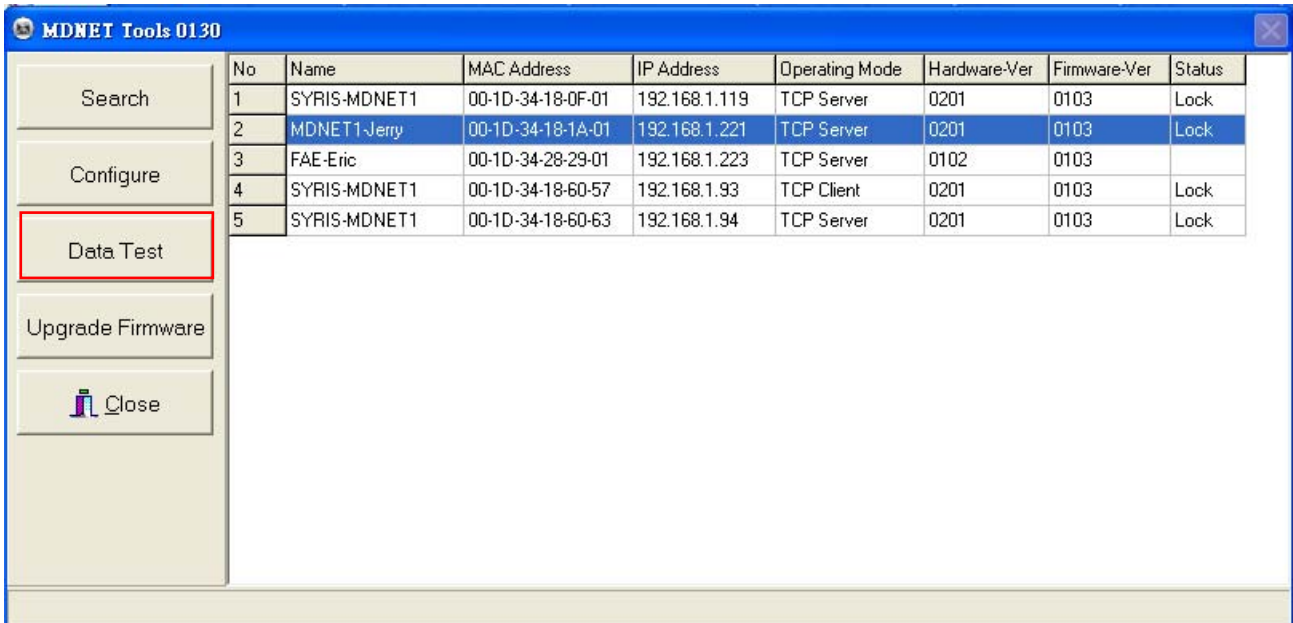 MDNET Tools 0130
Search
Configure
Data Test
Upgrade Firmware
Close
No Name MAC Address IP Address Operating Mode Hardware-Ver Firmware-Ver Status
1 SYRIS-MDNET1 00-1D-34-18-0F-01 192.168.1.119 TCP Server 0201 0103 Lock
2 MDNET1-Jerry 00-1D-34-18-1A-01 192.168.1.221 TCP Server 0201 0103 Lock
3 FAE-Eric 00-1D-34-28-29-01 192.168.1.223 TCP Server 0102 0103
4 SYRIS-MDNET1 00-1D-34-18-60-57 192.168.1.93 TCP Client 0201 0103 Lock
5 SYRIS-MDNET1 00-1D-34-18-60-63 192.168.1.94 TCP Server 0201 0103 Lock